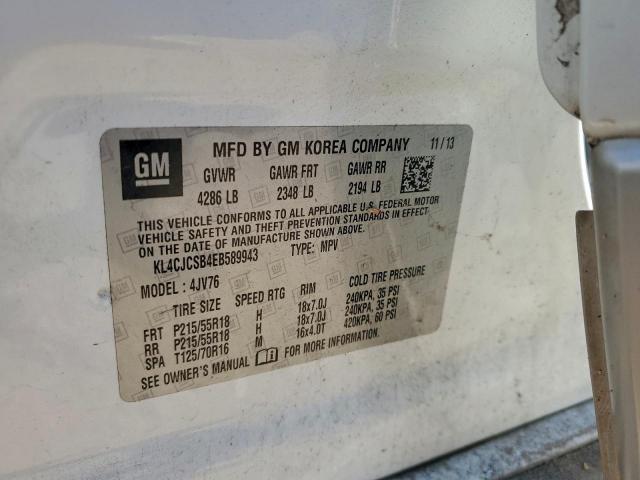 GM
MFD BY GM KOREA COMPANY 11 / 13
GVWR GAWR FRT GAWR RR
4286 LB 2348 LB 2194 LB
THIS VEHICLE CONFORMS TO ALL APPLICABLE U.S. FEDERAL MOTOR
VEHICLE SAFETY AND THEFT PREVENTION STANDARDS IN EFFECT
ON THE DATE OF MANUFACTURE SHOWN ABOVE.
KL4CJCSB4EB589943 TYPE: MPV
MODEL : 4JV76
TIRE SIZE SPEED RTG RIM COLD TIRE PRESSURE
FRT P215/55R18 H 18x7.0J 240KPA, 35 PSI
RR P215/55R18 H 18x7.0J 240KPA, 35 PSI
SPA T125/70R16 M 16x4.0T 420KPA, 60 PSI
SEE OWNER'S MANUAL FOR MORE INFORMATION.